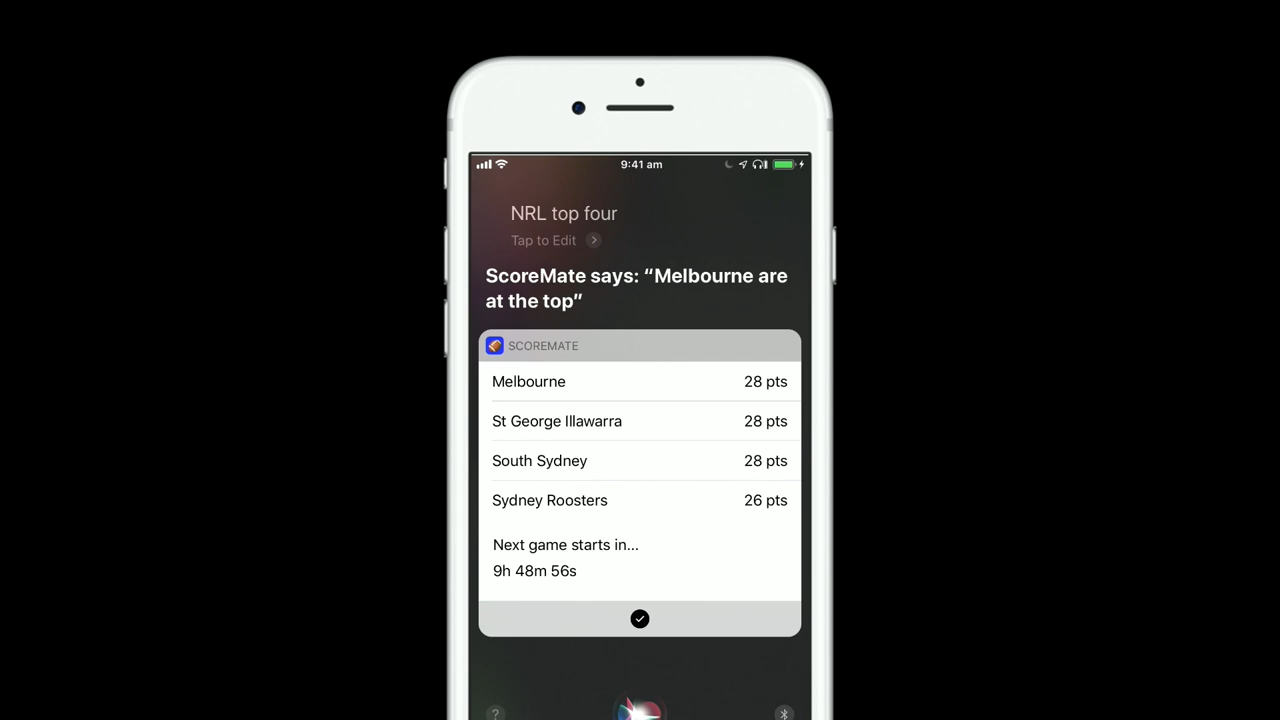 9:41 am
NRL top four
Tap to Edit
ScoreMate says: “Melbourne are
at the top”
SCOREMATE
Melbourne 28 pts
St George Illawarra 28 pts
South Sydney 28 pts
Sydney Roosters 26 pts
Next game starts in...
9h 48m 56s
?